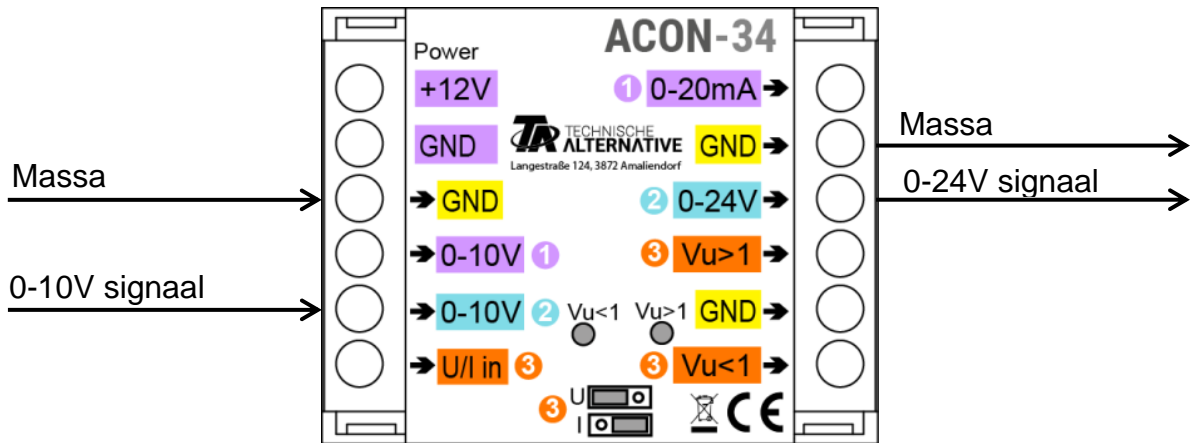 ACON-34
Power
+12V
1 0-20mA
GND
TA TECHNISCHE
ALTERNATIVE
Langestraße 124, 3872 Amaliendorf
GND
Massa
Massa
GND
2 0-24V
0-24V signaal
0-10V 1
3 Vu>1
0-10V signaal
0-10V 2
Vu<1 Vu>1
GND
U/I in 3
3 Vu<1
3 U
I
CE